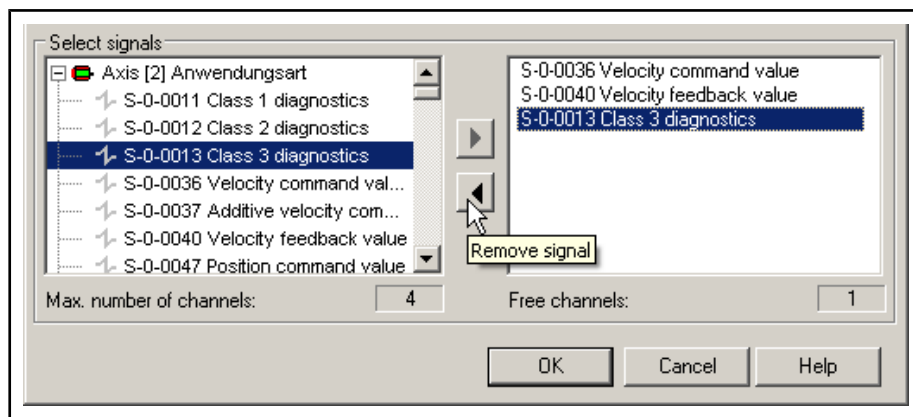 Select signals
Axis [2] Anwendungsart
S-0-0011 Class 1 diagnostics
S-0-0012 Class 2 diagnostics
S-0-0013 Class 3 diagnostics
S-0-0036 Velocity command val...
S-0-0037 Additive velocity com...
S-0-0040 Velocity feedback value
S-0-0047 Position command value
S-0-0036 Velocity command value
S-0-0040 Velocity feedback value
S-0-0013 Class 3 diagnostics
Remove signal
Max. number of channels: 4
Free channels: 1
OK Cancel Help